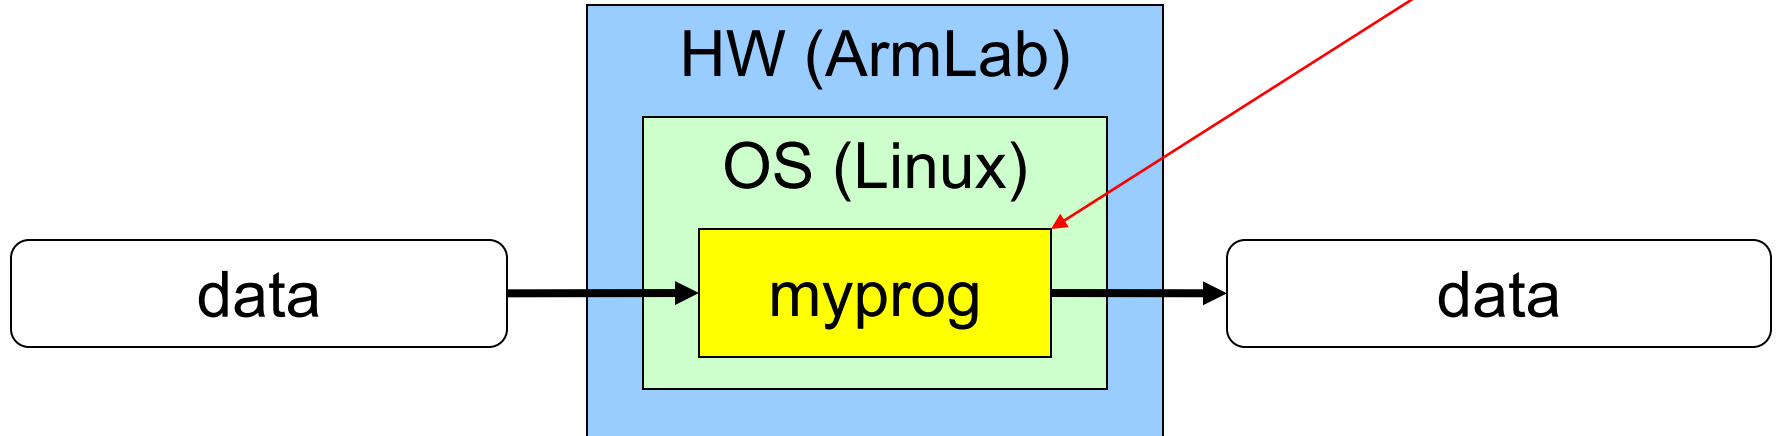 HW (ArmLab)
OS (Linux)
data
myprog
data